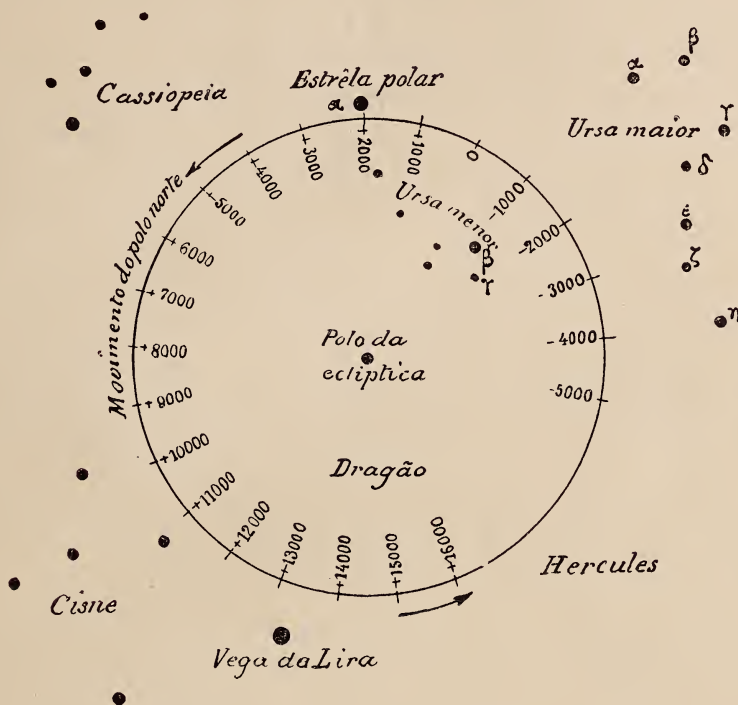 Cassiopeia
Estrêla polar
α
β
α
Ursa maior
γ
δ
ε
ζ
η
Movimento do polo norte
Ursa menor
β
γ
+16000
+15000
+14000
+13000
+12000
+11000
+10000
+9000
+8000
+7000
+6000
+5000
+4000
+3000
+2000
+1000
0
-1000
-2000
-3000
-4000
-5000
Polo da
ecliptica
Dragão
Hercules
Cisne
Vega da Lira